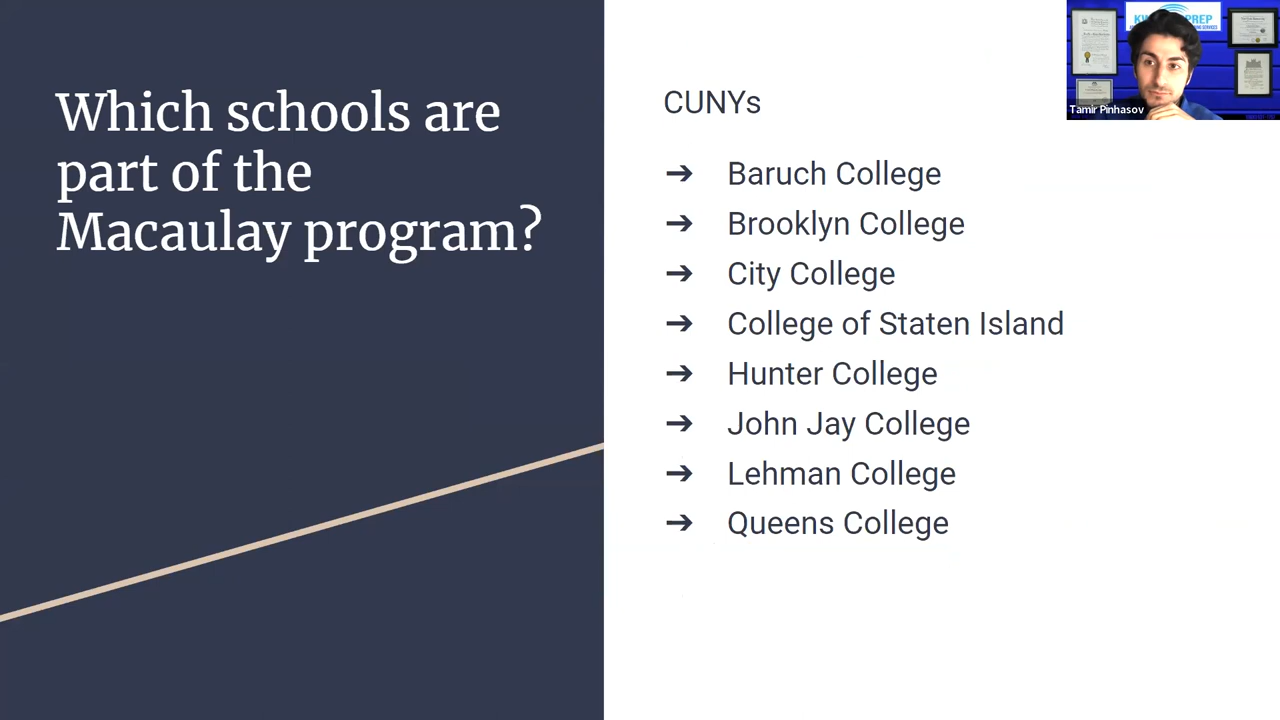 Which schools are
part of the
Macaulay program?
CUNYs
➔ Baruch College
➔ Brooklyn College
➔ City College
➔ College of Staten Island
➔ Hunter College
➔ John Jay College
➔ Lehman College
➔ Queens College
PREP
Tamir Pinhasov